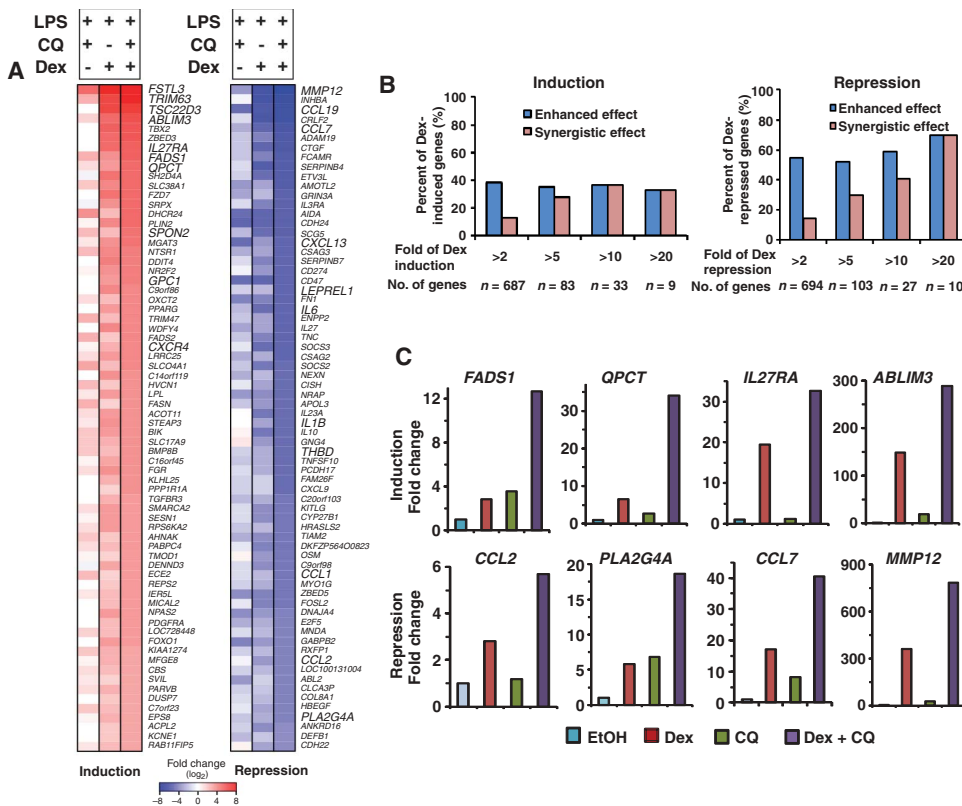 LPS + + + + + +
CQ + - + + - +
Dex - + + - + +
A
FSTL3
TRIM63
TSC22D3
ABLIM3
TBX2
ZBED3
IL27RA
FADS1
QPCT
SH2D4A
SLC38A1
FZD7
SRPX
DHCR24
PLIN2
SPON2
MGAT3
NTSR1
DDIT4
NR2F2
GPC1
C9orf86
OXCT2
PPARG
TRIM47
WDFY4
FADS2
CXCR4
LRRC25
SLCO4A1
C14orf119
HVCN1
LPL
FASN
ACOT11
STEAP3
BIK
SLC17A9
BMP8B
C16orf45
FGR
KLHL25
PPP1R1A
TGFBR3
SMARCA2
SESN1
RPS6KA2
AHNAK
PABPC4
TMOD1
DENND3
ECE2
REPS2
IER5L
MICAL2
NPAS2
PDGFRA
LOC728448
FOXO1
KIAA1274
MFGE8
CBS
SVIL
PARVB
DUSP7
C7orf23
EPS8
ACPL2
KCNE1
RAB11FIP5
Induction
MMP12
INHBA
CCL19
CRLF2
CCL7
ADAM19
CTGF
FCAMR
SERPINB4
ETV3L
AMOTL2
GRIN3A
IL3RA
AIDA
CDH24
SCG5
CXCL13
CSAG3
SERPINB7
CD274
CD47
LEPREL1
FN1
IL6
ENPP2
IL27
TNC
SOCS3
CSAG2
SOCS2
NEXN
CISH
NRAP
APOL3
IL23A
IL1B
IL10
GNG4
THBD
TNFSF10
PCDH17
FAM26F
CXCL9
C20orf103
KITLG
CYP27B1
HRASLS2
TIAM2
DKFZP564O0823
OSM
C9orf98
CCL1
MYO1G
ZBED5
FOSL2
DNAJA4
E2F5
MNDA
GABPB2
RXFP1
CCL2
LOC100131004
ABL2
CLCA3P
COL8A1
HBEGF
PLA2G4A
ANKRD16
DEFB1
CDH22
Repression
Fold change
(log2)
−8 −4 0 4 8
B
Induction
Percent of Dex-
induced genes (%)
100
80
60
40
20
0
Enhanced effect
Synergistic effect
Fold of Dex
induction
>2 >5 >10 >20
No. of genes n = 687 n = 83 n = 33 n = 9
Repression
Percent of Dex-
repressed genes (%)
100
80
60
40
20
0
Enhanced effect
Synergistic effect
Fold of Dex
repression
>2 >5 >10 >20
No. of genes n = 694 n = 103 n = 27 n = 10
C
Induction
Fold change
FADS1
12
8
4
0
QPCT
30
20
10
0
IL27RA
30
20
10
0
ABLIM3
300
200
100
0
Repression
Fold change
CCL2
6
4
2
0
PLA2G4A
20
15
10
5
0
CCL7
40
30
20
10
0
MMP12
900
600
300
0
EtOH Dex CQ Dex + CQ